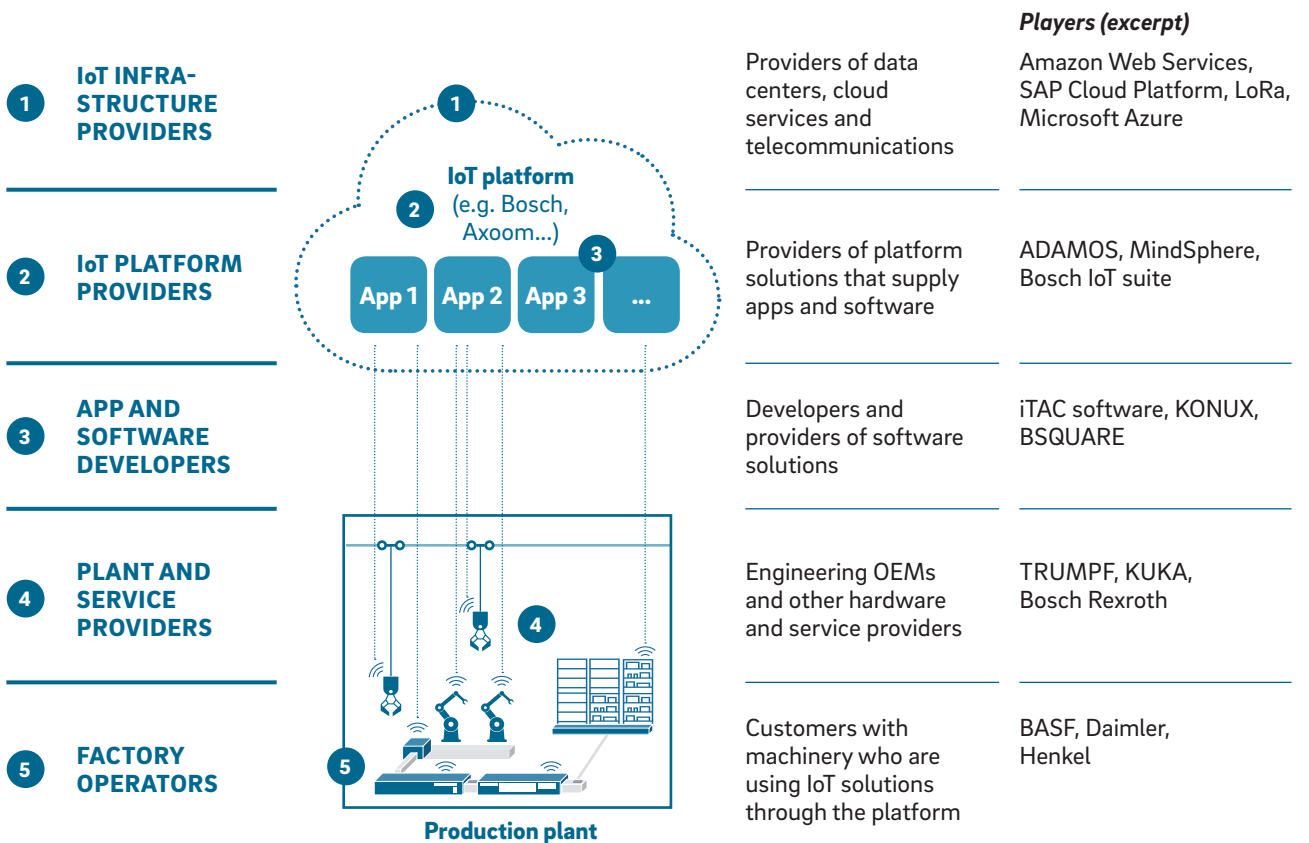 Players (excerpt)
1
IoT INFRA-
STRUCTURE
PROVIDERS
Providers of data
centers, cloud
services and
telecommunications
Amazon Web Services,
SAP Cloud Platform, LoRa,
Microsoft Azure
2
IoT PLATFORM
PROVIDERS
Providers of platform
solutions that supply
apps and software
ADAMOS, MindSphere,
Bosch IoT suite
3
APP AND
SOFTWARE
DEVELOPERS
Developers and
providers of software
solutions
iTAC software, KONUX,
BSQUARE
4
PLANT AND
SERVICE
PROVIDERS
Engineering OEMs
and other hardware
and service providers
TRUMPF, KUKA,
Bosch Rexroth
5
FACTORY
OPERATORS
Customers with
machinery who are
using IoT solutions
through the platform
BASF, Daimler,
Henkel
1
IoT platform
2
(e.g. Bosch,
Axoom...)
3
App 1
App 2
App 3
...
4
5
Production plant